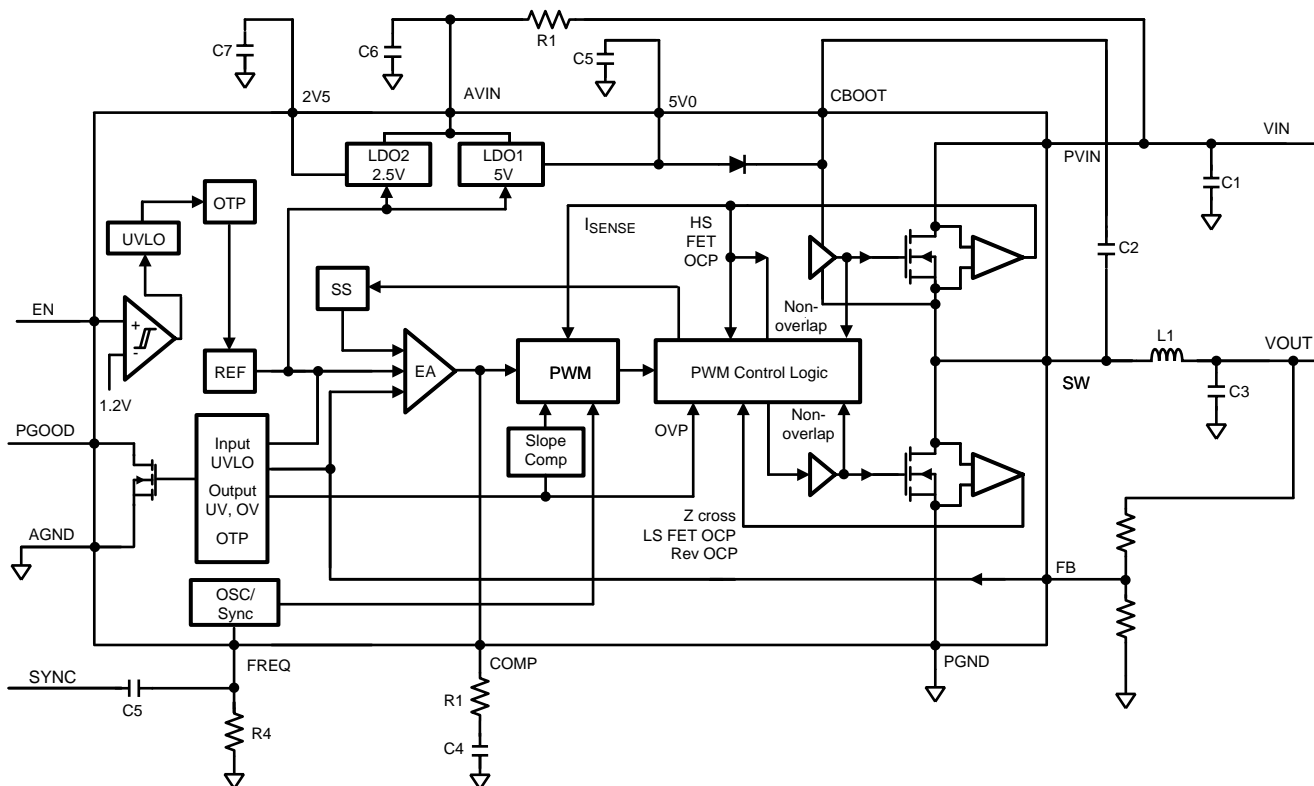 C7
C6
R1
C5
2V5
AVIN
5V0
CBOOT
VIN
PVIN
LDO2
2.5V
LDO1
5V
C1
OTP
UVLO
ISENSE
HS
FET
OCP
C2
SS
Non-
overlap
EN
+
-
1.2V
REF
EA
PWM
PWM Control Logic
L1
VOUT
SW
C3
PGOOD
Input
UVLO
Output
UV, OV
OTP
Slope
Comp
OVP
Non-
overlap
AGND
Z cross
LS FET OCP
Rev OCP
FB
OSC/
Sync
FREQ
COMP
PGND
SYNC
C5
R4
R1
C4